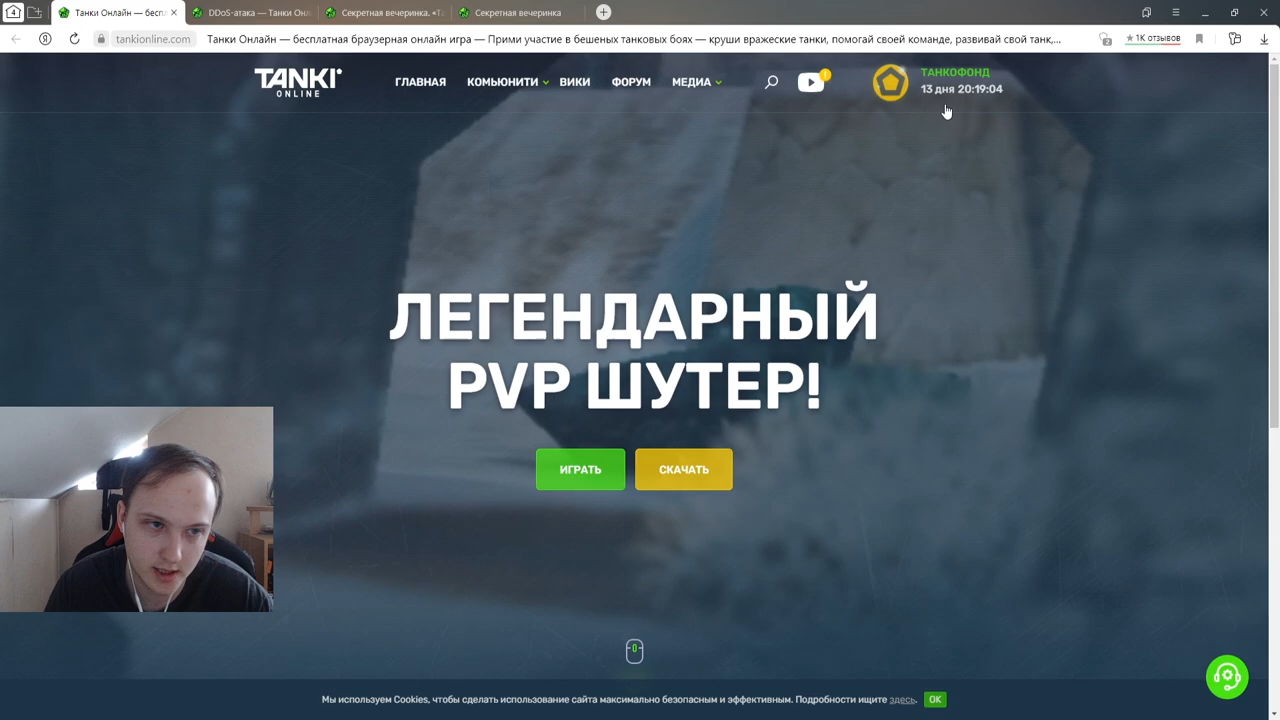 4
Танки Онлайн — бесп
DDoS-атака — Танки Онл
Секретная вечеринка. «Та
Секретная вечеринка
tankionline.com
Танки Онлайн — бесплатная браузерная онлайн игра — Прими участие в бешеных танковых боях — круши вражеские танки, помогай своей команде, развивай свой танк,...
1K отзывов
TANKI
ONLINE
ГЛАВНАЯ
КОМЬЮНИТИ
ВИКИ
ФОРУМ
МЕДИА
1
ТАНКОФОНД
13 дня 20:19:04
ЛЕГЕНДАРНЫЙ
PVP ШУТЕР!
ИГРАТЬ
СКАЧАТЬ
Мы используем Cookies, чтобы сделать использование сайта максимально безопасным и эффективным. Подробности ищите здесь.
OK